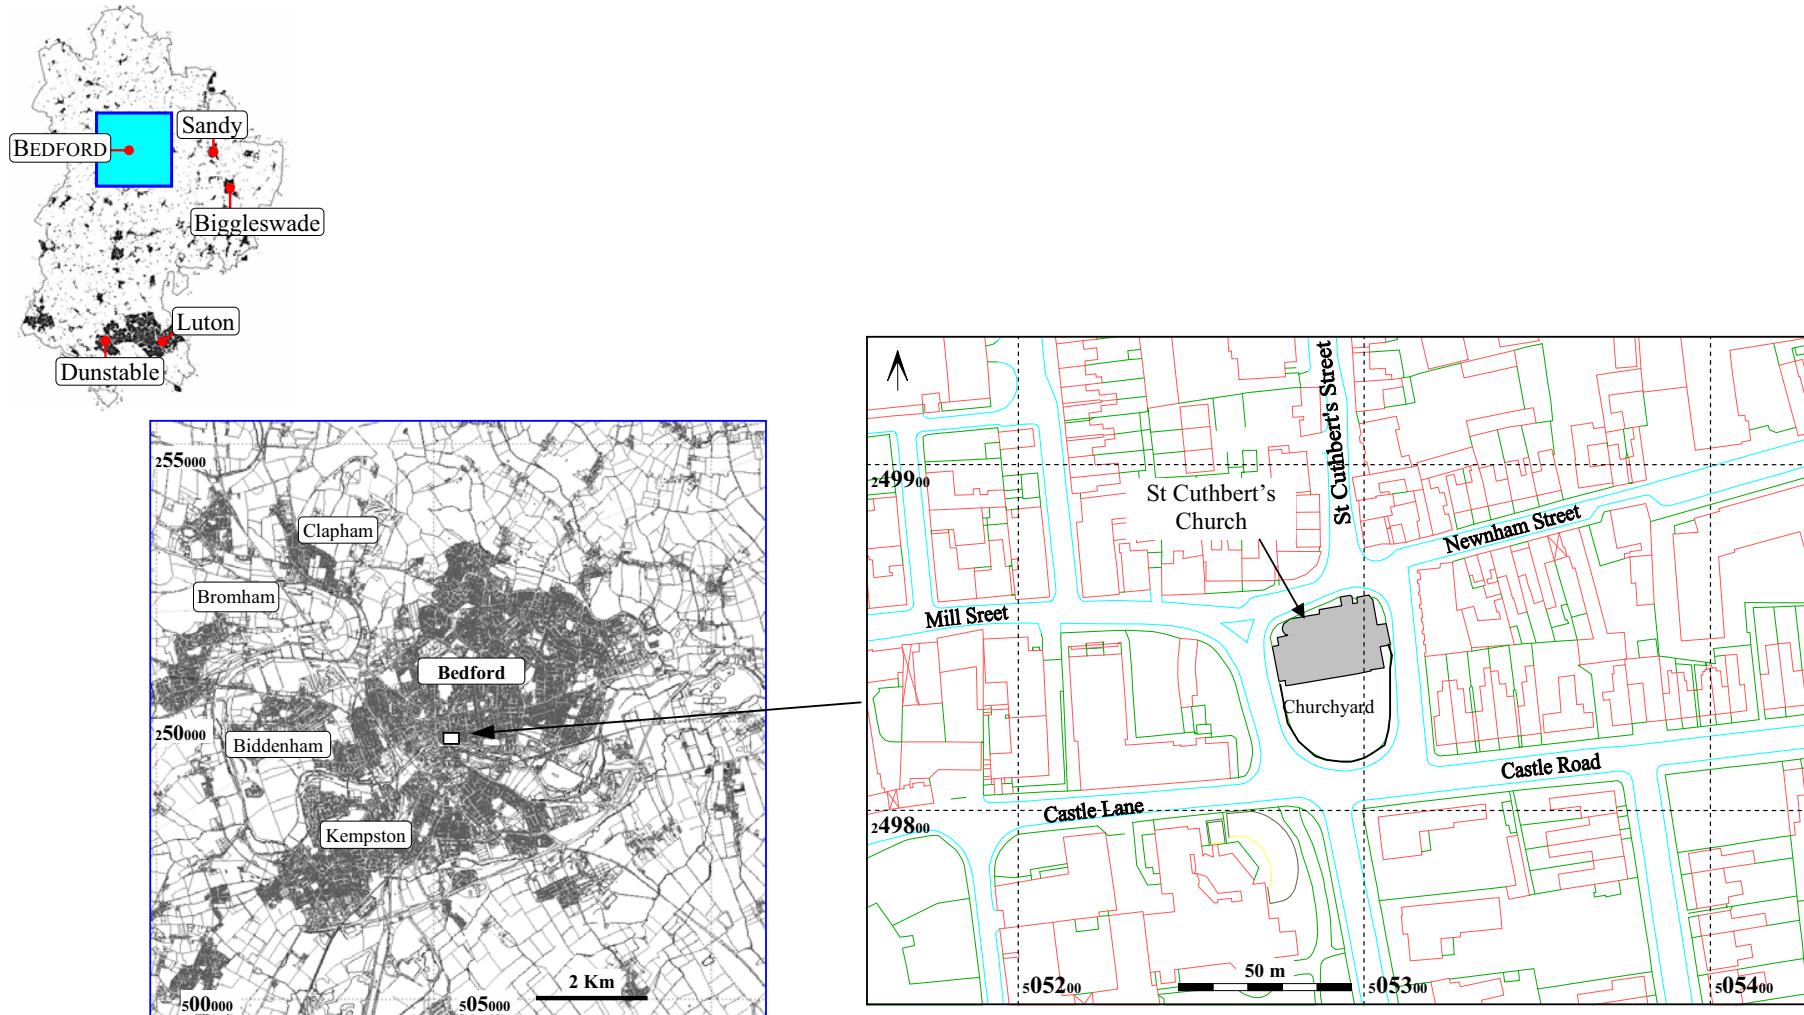 Sandy
BEDFORD
Biggleswade
Luton
Dunstable
255000
Clapham
Bromham
Bedford
250000
Biddenham
Kempston
2 Km
500000
505000
St Cuthbert's Street
249900
St Cuthbert's
Church
Newnham Street
Mill Sreet
Churchyard
Castle Road
Castle Lane
249800
50 m
505200
505300
505400